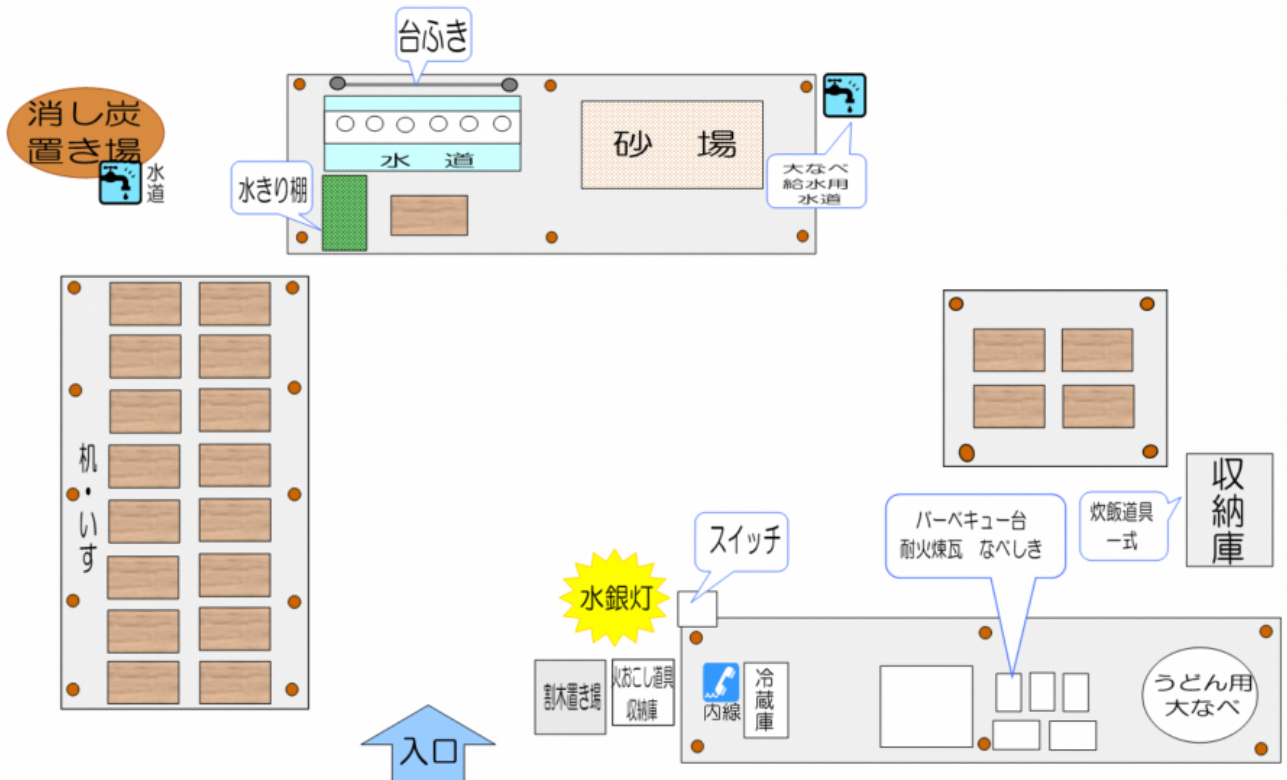 台ふき
消し炭
置き場
水道
水　道
砂　場
大なべ
給水用
水道
水きり棚
机・いす
収納庫
炊飯道具
一式
バーベキュー台
耐火煉瓦　なべしき
スイッチ
水銀灯
割木置き場
火おこし道具
収納庫
内線
冷蔵庫
うどん用
大なべ
入口